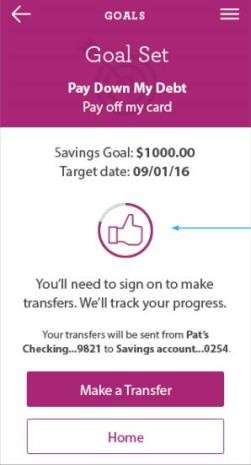 GOALS
Goal Set
Pay Down My Debt
Pay off my card
Savings Goal: $1000.00
Target date: 09/01/16
You'll need to sign on to make
transfers. We'll track your progress.
Your transfers will be sent from Pat's
Checking...9821 to Savings account...0254.
Make a Transfer
Home